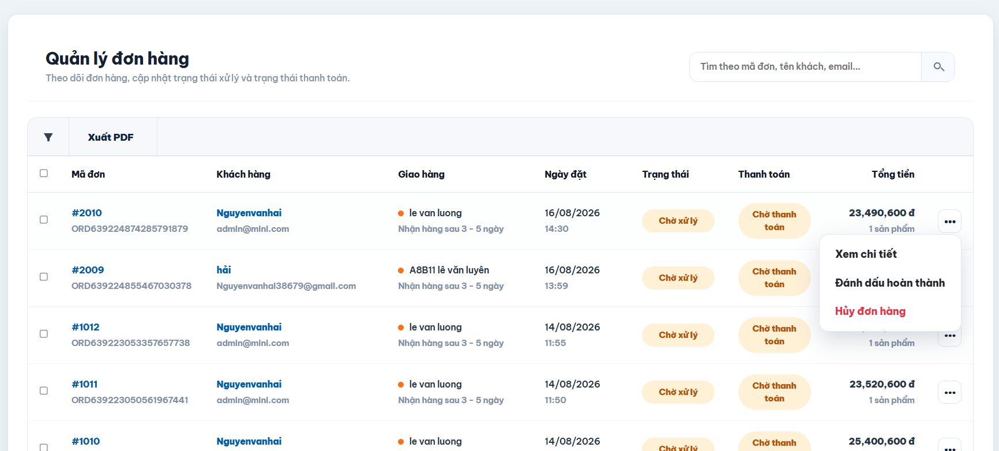 Quản lý đơn hàng
Theo dõi đơn hàng, cập nhật trạng thái xử lý và trạng thái thanh toán.
Tìm theo mã đơn, tên khách, email...
Xuất PDF
Mã đơn Khách hàng Giao hàng Ngày đặt Trạng thái Thanh toán Tổng tiền
#2010 Nguyenvanhai le van luong 16/08/2026 Chờ xử lý Chờ thanh toán 23,490,600 đ
ORD639224874285791879 admin@mini.com Nhận hàng sau 3 - 5 ngày 14:30 1 sản phẩm
Xem chi tiết
Đánh dấu hoàn thành
Hủy đơn hàng
#2009 hải A8B11 lê văn luyên 16/08/2026 Chờ xử lý Chờ thanh toán
ORD639224855467030378 Nguyenvanhai38679@gmail.com Nhận hàng sau 3 - 5 ngày 13:59
#1012 Nguyenvanhai le van luong 14/08/2026 Chờ xử lý Chờ thanh toán
ORD639223053357657738 admin@mini.com Nhận hàng sau 3 - 5 ngày 11:55 1 sản phẩm
#1011 Nguyenvanhai le van luong 14/08/2026 Chờ xử lý Chờ thanh toán 23,520,600 đ
ORD639223050561967441 admin@mini.com Nhận hàng sau 3 - 5 ngày 11:50 1 sản phẩm
#1010 Nguyenvanhai le van luong 14/08/2026 Chờ xử lý Chờ thanh 25,400,600 đ